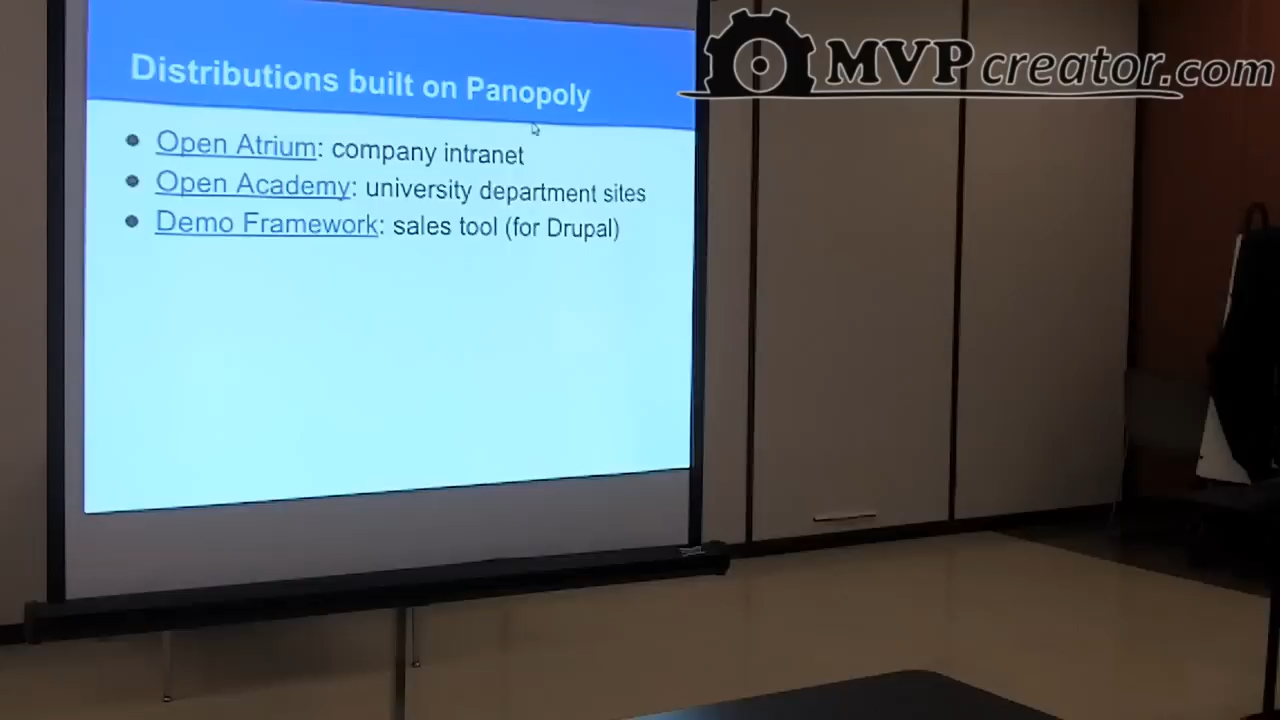 MVPcreator.com
Distributions built on Panopoly
Open Atrium: company intranet
Open Academy: university department sites
Demo Framework: sales tool (for Drupal)